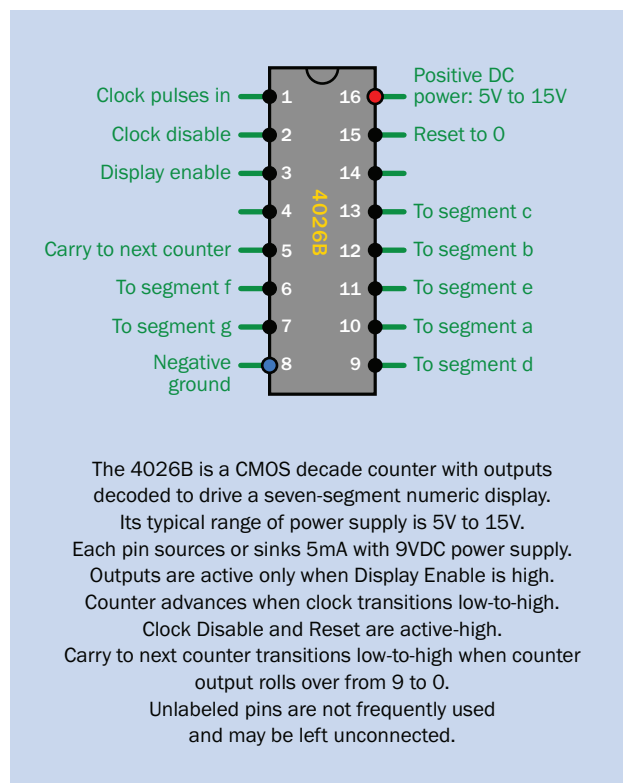 Clock pulses in
Clock disable
Display enable
Carry to next counter
To segment f
To segment g
Negative
ground
1
2
3
4
5
6
7
8
4026B
16
15
14
13
12
11
10
9
Positive DC
power: 5V to 15V
Reset to 0
To segment c
To segment b
To segment e
To segment a
To segment d
The 4026B is a CMOS decade counter with outputs
decoded to drive a seven-segment numeric display.
Its typical range of power supply is 5V to 15V.
Each pin sources or sinks 5mA with 9VDC power supply.
Outputs are active only when Display Enable is high.
Counter advances when clock transitions low-to-high.
Clock Disable and Reset are active-high.
Carry to next counter transitions low-to-high when counter
output rolls over from 9 to 0.
Unlabeled pins are not frequently used
and may be left unconnected.